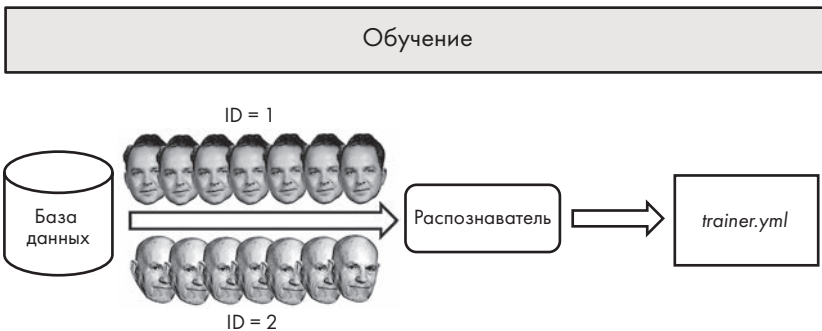 Обучение
ID = 1
База
данных
Распознаватель
trainer.yml
ID = 2